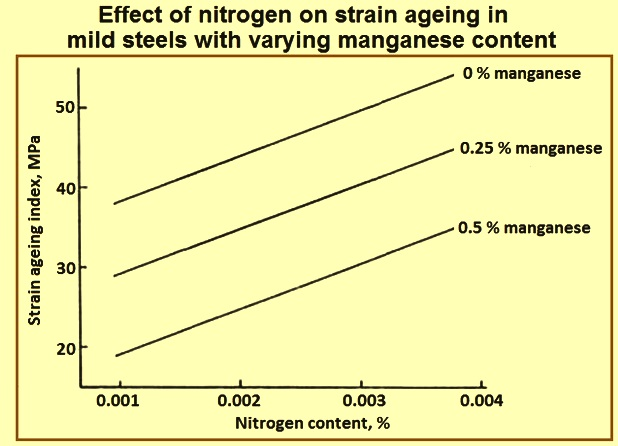 Effect of nitrogen on strain ageing in
mild steels with varying manganese content
0 % manganese
50
0.25 % manganese
40
0.5 % manganese
30
20
Strain ageing index, MPa
0.001 0.002 0.003 0.004
Nitrogen content, %